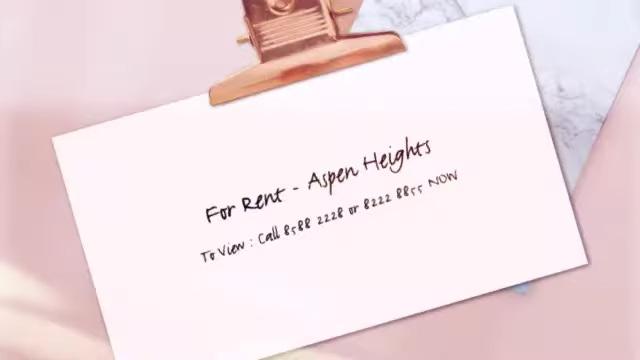 For Rent - Aspen Heights
To View : Call 8588 2228 or 8222 8855 NOW